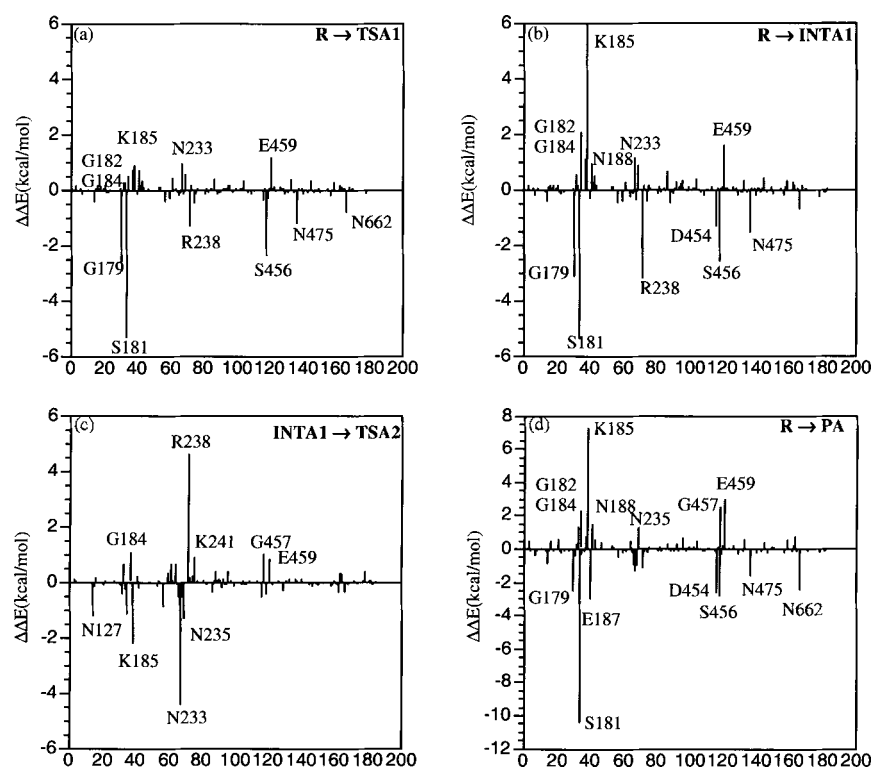 (a) R → TSA1
6
4
2
0
-2
-4
-6
ΔΔE(kcal/mol)
K185
N233
E459
G182
G184
R238
N475
N662
G179
S456
S181
0 20 40 60 80 100 120 140 160 180 200
(b) R → INTA1
6
4
2
0
-2
-4
-6
ΔΔE(kcal/mol)
K185
G182
G184
N188
N233
E459
G179
D454
N475
R238
S456
S181
0 20 40 60 80 100 120 140 160 180 200
(c) INTA1 → TSA2
6
4
2
0
-2
-4
-6
ΔΔE(kcal/mol)
R238
G184
K241
G457
E459
N127
N235
K185
N233
0 20 40 60 80 100 120 140 160 180 200
(d) R → PA
8
6
4
2
0
-2
-4
-6
-8
-10
-12
ΔΔE(kcal/mol)
K185
G182
G184
N188
N235
G457
E459
G179
E187
D454
S456
N475
N662
S181
0 20 40 60 80 100 120 140 160 180 200